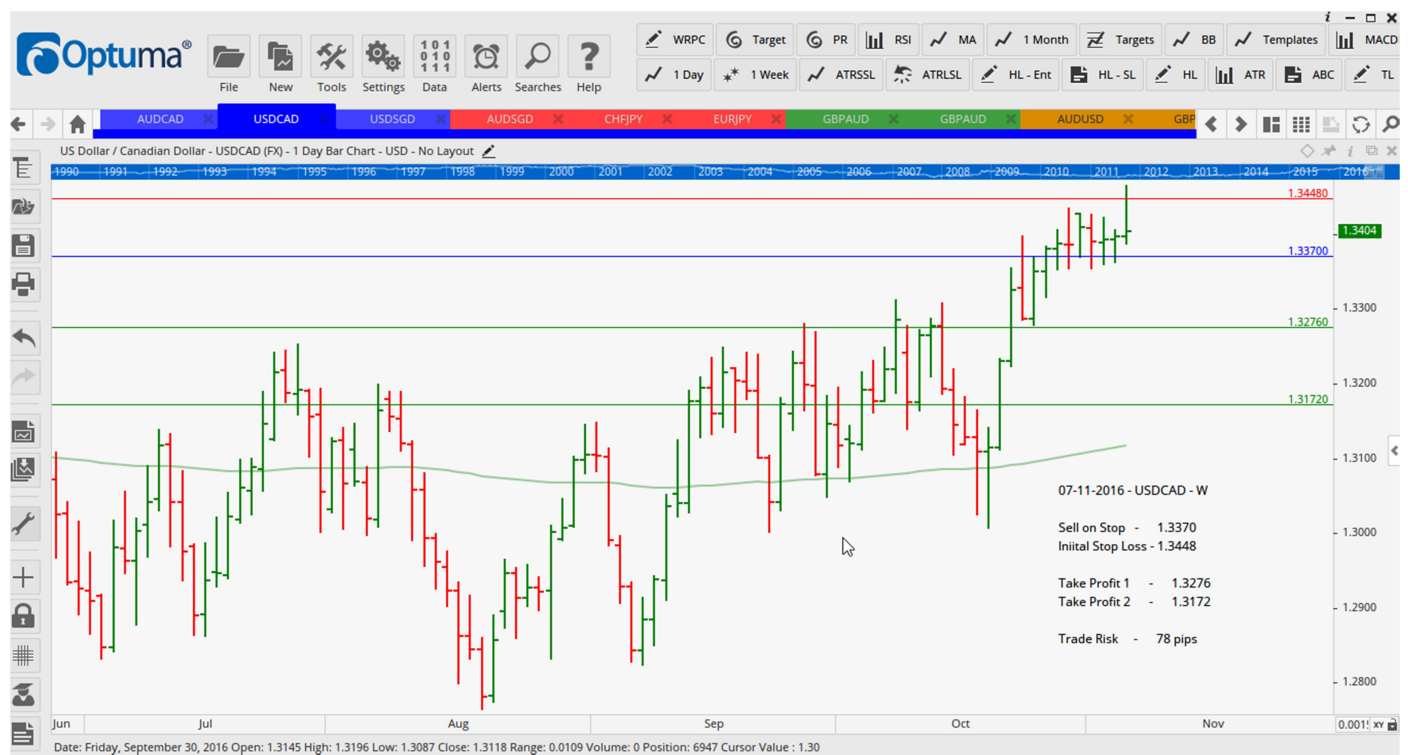 Optuma®
File New Tools Settings Data Alerts Searches Help
101
010
111
WRPC Target PR RSI MA 1 Month Targets BB Templates MACD
1 Day 1 Week ATRSSL ATRLSL HL - Ent HL - SL HL ATR ABC TL
AUDCAD USDCAD USDSGD AUDSGD CHFJPY EURJPY GBPAUD GBPAUD AUDUSD GBP
US Dollar / Canadian Dollar - USDCAD (FX) - 1 Day Bar Chart - USD - No Layout
1990 1991 1992 1993 1994 1995 1996 1997 1998 1999 2000 2001 2002 2003 2004 2005 2006 2007 2008 2009 2010 2011 2012 2013 2014 2015 2016
1.34480
1.3404
1.33700
1.3300
1.32760
1.3200
1.31720
1.3100
07-11-2016 - USDCAD - W
Sell on Stop - 1.3370
1.3000
Iniital Stop Loss - 1.3448
Take Profit 1 - 1.3276
Take Profit 2 - 1.3172
1.2900
Trade Risk - 78 pips
1.2800
Jun Jul Aug Sep Oct Nov
XY
Date: Friday, September 30, 2016 Open: 1.3145 High: 1.3196 Low: 1.3087 Close: 1.3118 Range: 0.0109 Volume: 0 Position: 6947 Cursor Value : 1.30